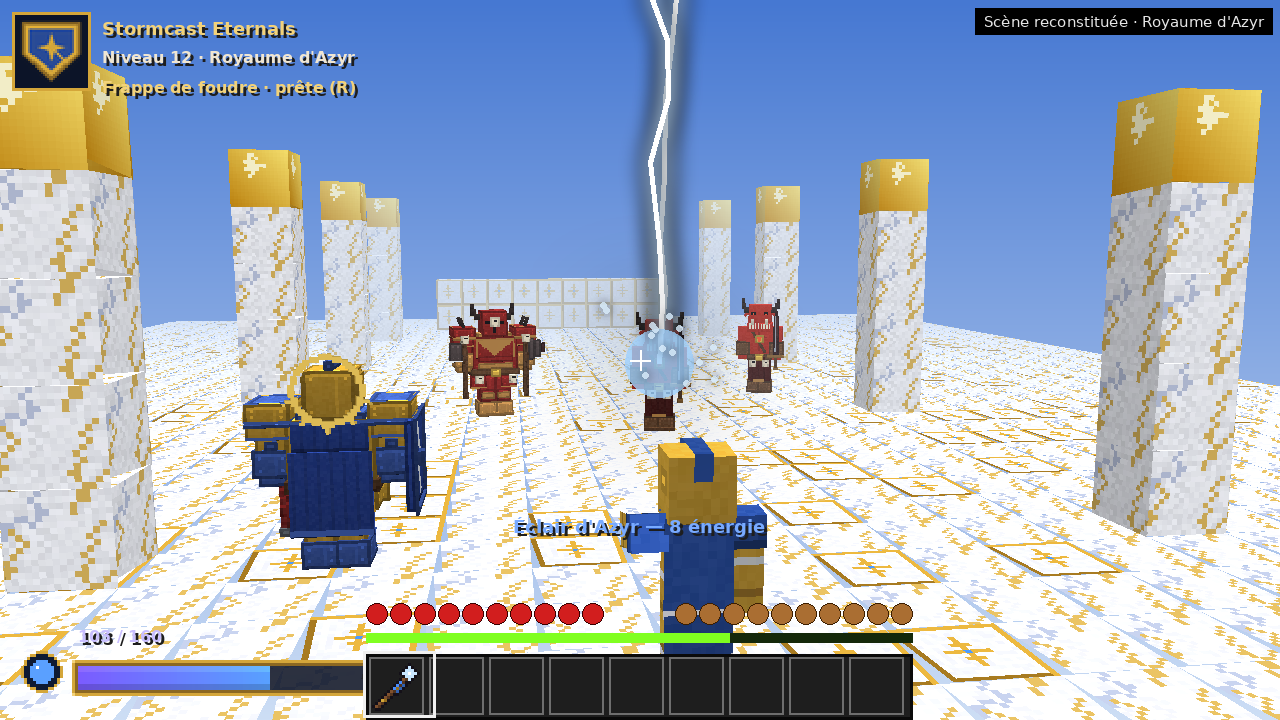 Stormcast Eternals
Niveau 12 · Royaume d'Azyr
Frappe de foudre · prête (R)
Scène reconstituée · Royaume d'Azyr
Éclair d'Azyr — 8 énergie
103 / 160